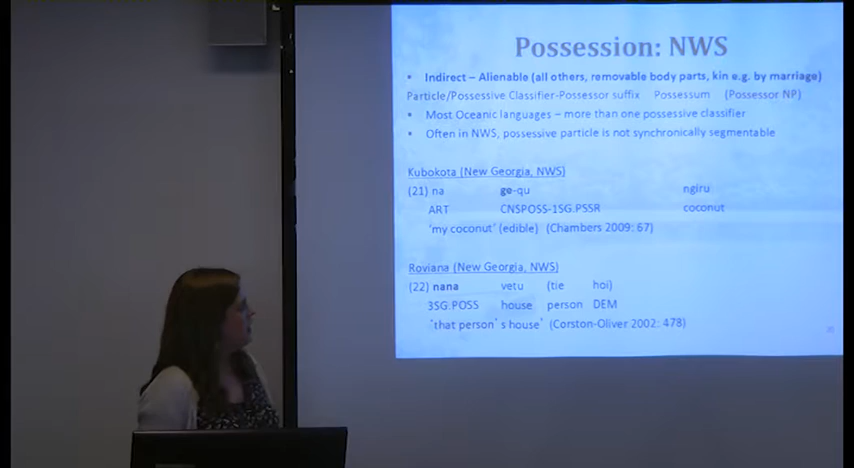 Possession: NWS
• Indirect – Alienable (all others, removable body parts, kin e.g. by marriage)
Particle/Possessive Classifier-Possessor suffix Possessum (Possessor NP)
• Most Oceanic languages – more than one possessive classifier
• Often in NWS, possessive particle is not synchronically segmentable
Kubokota (New Georgia, NWS)
(21) na ge-qu ngiru
ART CNSPOSS-1SG.PSSR coconut
'my coconut' (edible) (Chambers 2009: 67)
Roviana (New Georgia, NWS)
(22) nana vetu (tie hoi)
3SG.POSS house person DEM
'that person's house' (Corston-Oliver 2002: 478)